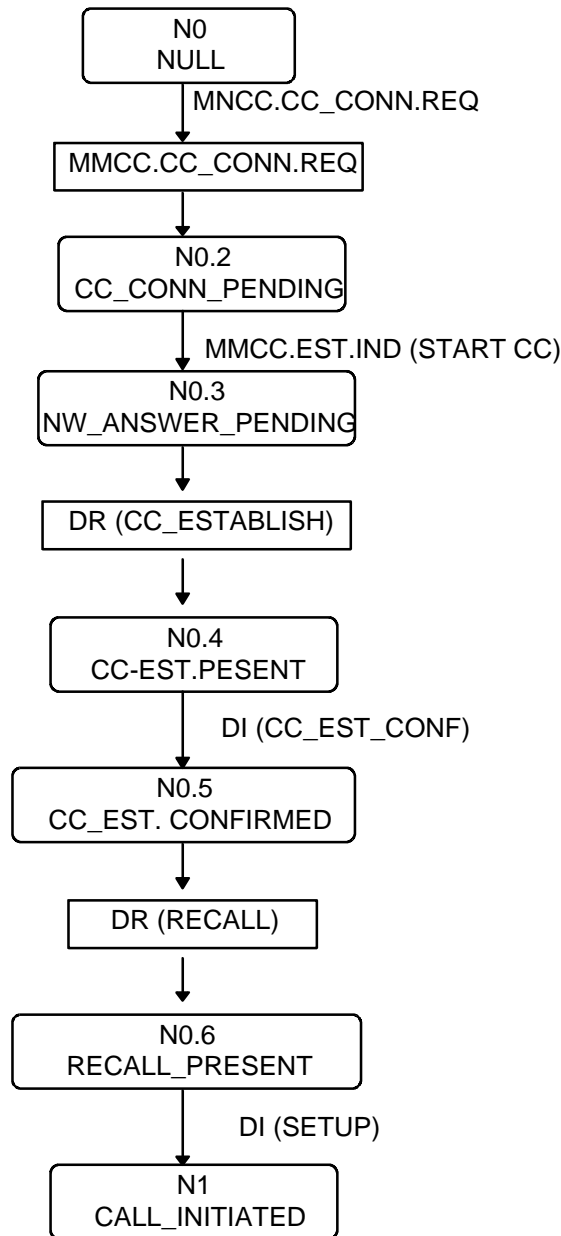 N0
NULL
MNCC.CC_CONN.REQ
MMCC.CC_CONN.REQ
N0.2
CC_CONN_PENDING
MMCC.EST.IND (START CC)
N0.3
NW_ANSWER_PENDING
DR (CC_ESTABLISH)
N0.4
CC-EST.PESENT
DI (CC_EST_CONF)
N0.5
CC_EST. CONFIRMED
DR (RECALL)
N0.6
RECALL_PRESENT
DI (SETUP)
N1
CALL_INITIATED